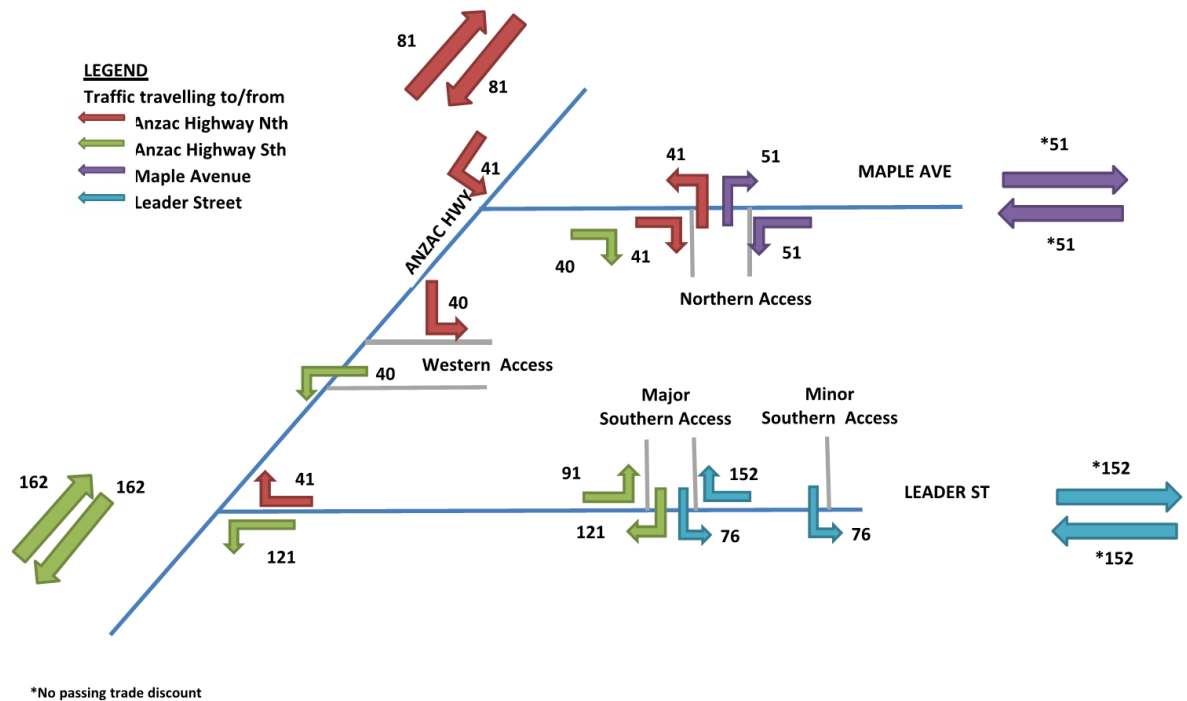 81
81
LEGEND
Traffic travelling to/from
Anzac Highway Nth
Anzac Highway Sth
Maple Avenue
Leader Street
41
ANZAC HWY
41
51
MAPLE AVE
*51
*51
40
41
51
Northern Access
40
Western Access
40
Major
Southern Access
Minor
Southern Access
162
162
41
121
91
152
121
76
76
LEADER ST
*152
*152
*No passing trade discount